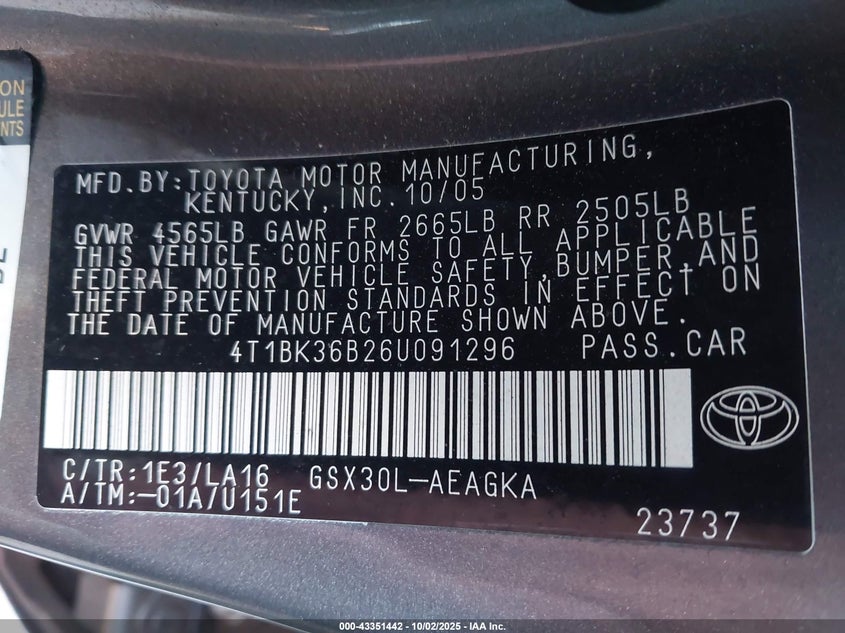 ON
ULE
NTS
MFD.BY:TOYOTA MOTOR MANUFACTURING,
KENTUCKY,INC.10/05
GVWR 4565LB GAWR FR 2665LB RR 2505LB
THIS VEHICLE CONFORMS TO ALL APPLICABLE
FEDERAL MOTOR VEHICLE SAFETY,BUMPER,AND
THEFT PREVENTION STANDARDS IN EFFECT ON
THE DATE OF MANUFACTURE SHOWN ABOVE.
4T1BK36B26U091296 PASS.CAR
C/TR:1E3/LA16 GSX30L-AEAGKA
A/TM:-01A/U151E
23737
000-43351442 - 10/02/2025 - IAA Inc.